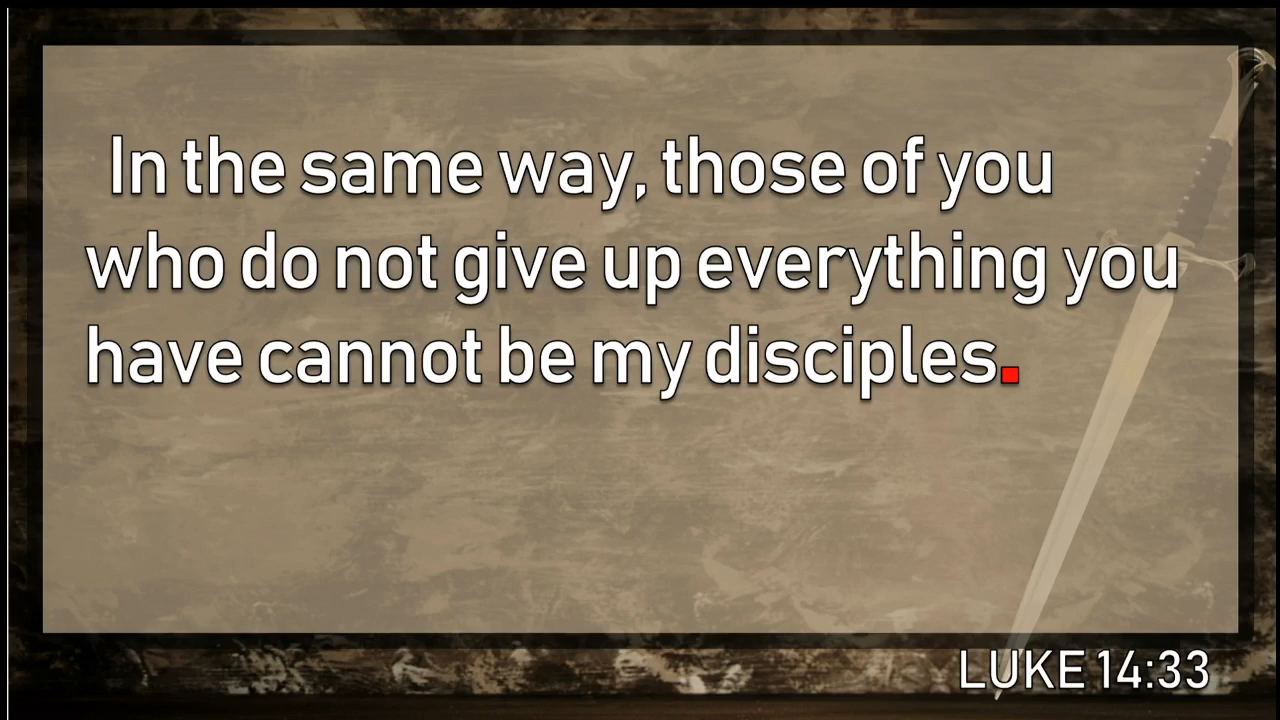 In the same way, those of you
who do not give up everything you
have cannot be my disciples.
LUKE 14:33